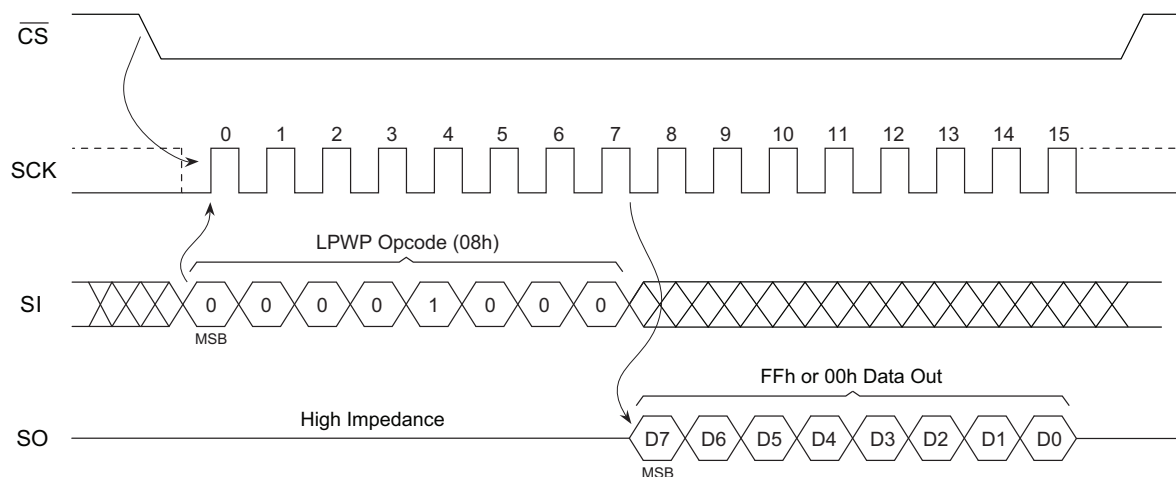 CS
0 1 2 3 4 5 6 7 8 9 10 11 12 13 14 15
SCK
LPWP Opcode (08h)
SI 0 0 0 0 1 0 0 0
MSB
FFh or 00h Data Out
High Impedance
SO D7 D6 D5 D4 D3 D2 D1 D0
MSB